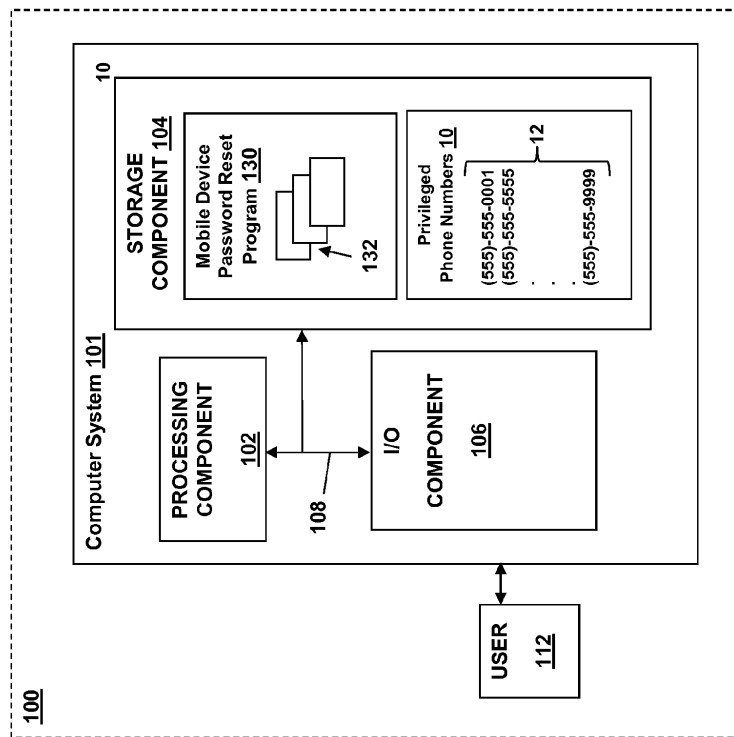 100
Computer System 101
10
STORAGE
COMPONENT 104
Mobile Device
Password Reset
Program 130
132
Privileged
Phone Numbers 10
12
(555)-555-0001
(555)-555-5555
. . .
(555)-555-9999
PROCESSING
COMPONENT
102
108
I/O
COMPONENT
106
USER
112